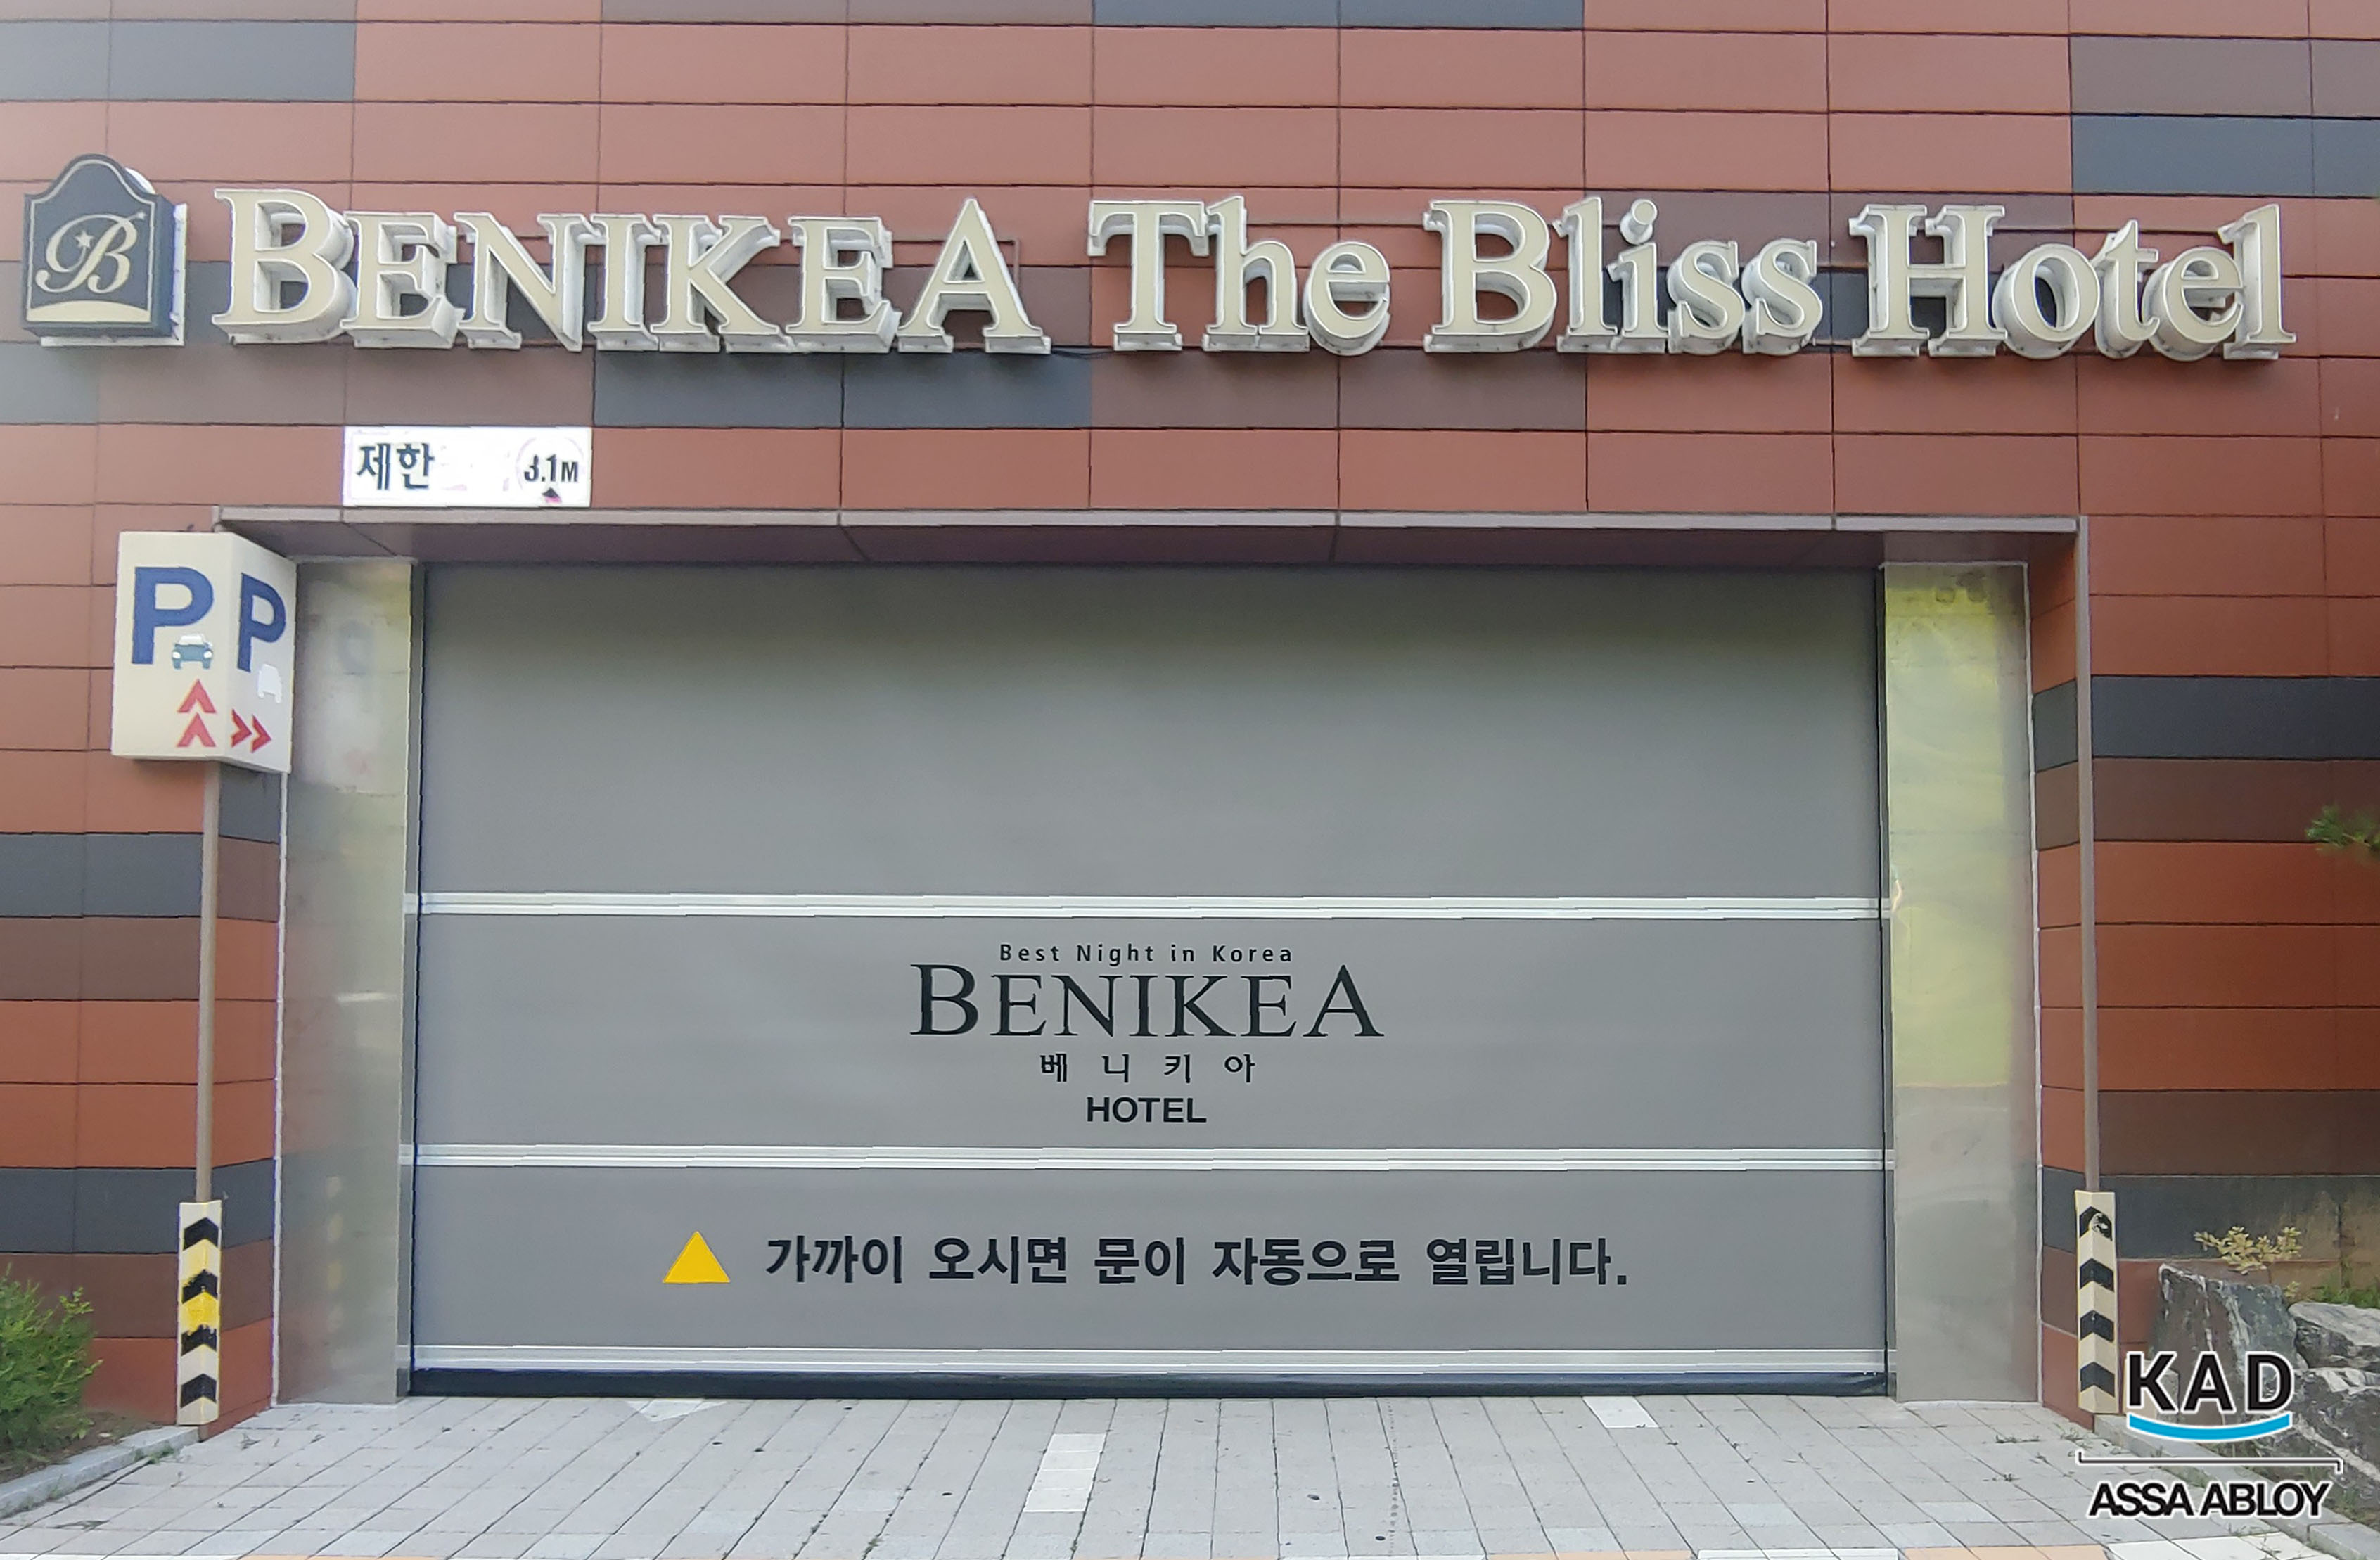 B
BENIKEA The Bliss Hotel
제한 3.1M
P P
Best Night in Korea
BENIKEA
베니키아
HOTEL
가까이 오시면 문이 자동으로 열립니다.
KAD
ASSA ABLOY